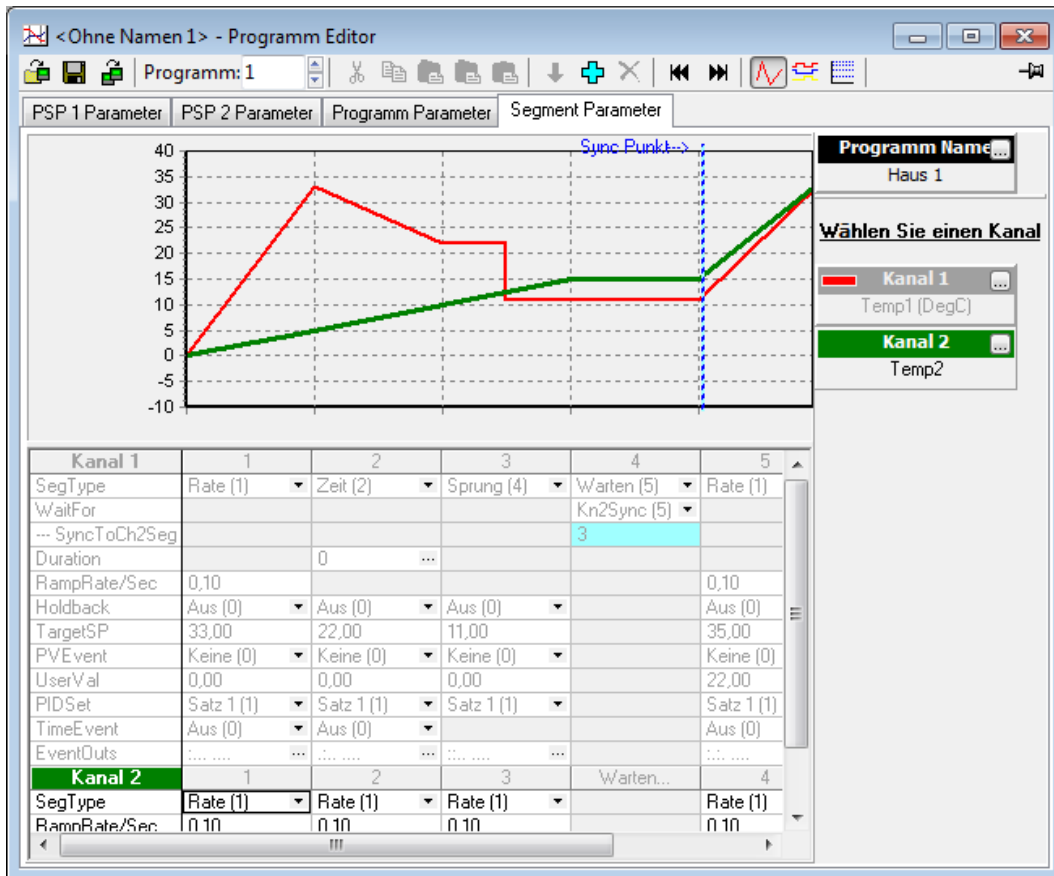 <Ohne Namen 1> - Programm Editor
Programm: 1
PSP 1 Parameter PSP 2 Parameter Programm Parameter Segment Parameter
Sync Punkt-->
40
35
30
25
20
15
10
5
0
-5
-10
Programm Name ...
Haus 1
Wählen Sie einen Kanal
Kanal 1 ...
Temp1 (DegC)
Kanal 2 ...
Temp2
Kanal 1 1 2 3 4 5
SegType Rate (1) Zeit (2) Sprung (4) Warten (5) Rate (1)
WaitFor Kn2Sync (5)
--- SyncToCh2Seg 3
Duration 0 ...
RampRate/Sec 0,10 0,10
Holdback Aus (0) Aus (0) Aus (0) Aus (0)
TargetSP 33,00 22,00 11,00 35,00
PVEvent Keine (0) Keine (0) Keine (0) Keine (0)
UserVal 0,00 0,00 0,00 22,00
PIDSet Satz 1 (1) Satz 1 (1) Satz 1 (1) Satz 1 (1)
TimeEvent Aus (0) Aus (0) Aus (0)
EventOuts ... ... ...
Kanal 2 1 2 3 Warten... 4
SegType Rate (1) Rate (1) Rate (1) Rate (1)
RampRate/Sec 0,10 0,10 0,10 0,10